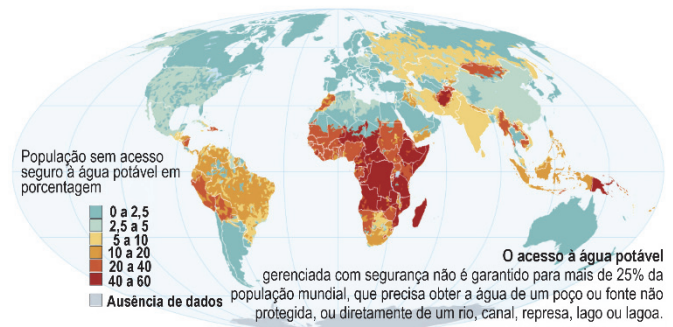 População sem acesso
seguro à água potável em
porcentagem
0 a 2,5
2,5 a 5
5 a 10
10 a 20
20 a 40
40 a 60
Ausência de dados
O acesso à água potável
gerenciada com segurança não é garantido para mais de 25% da
população mundial, que precisa obter a água de um poço ou fonte não
protegida, ou diretamente de um rio, canal, represa, lago ou lagoa.